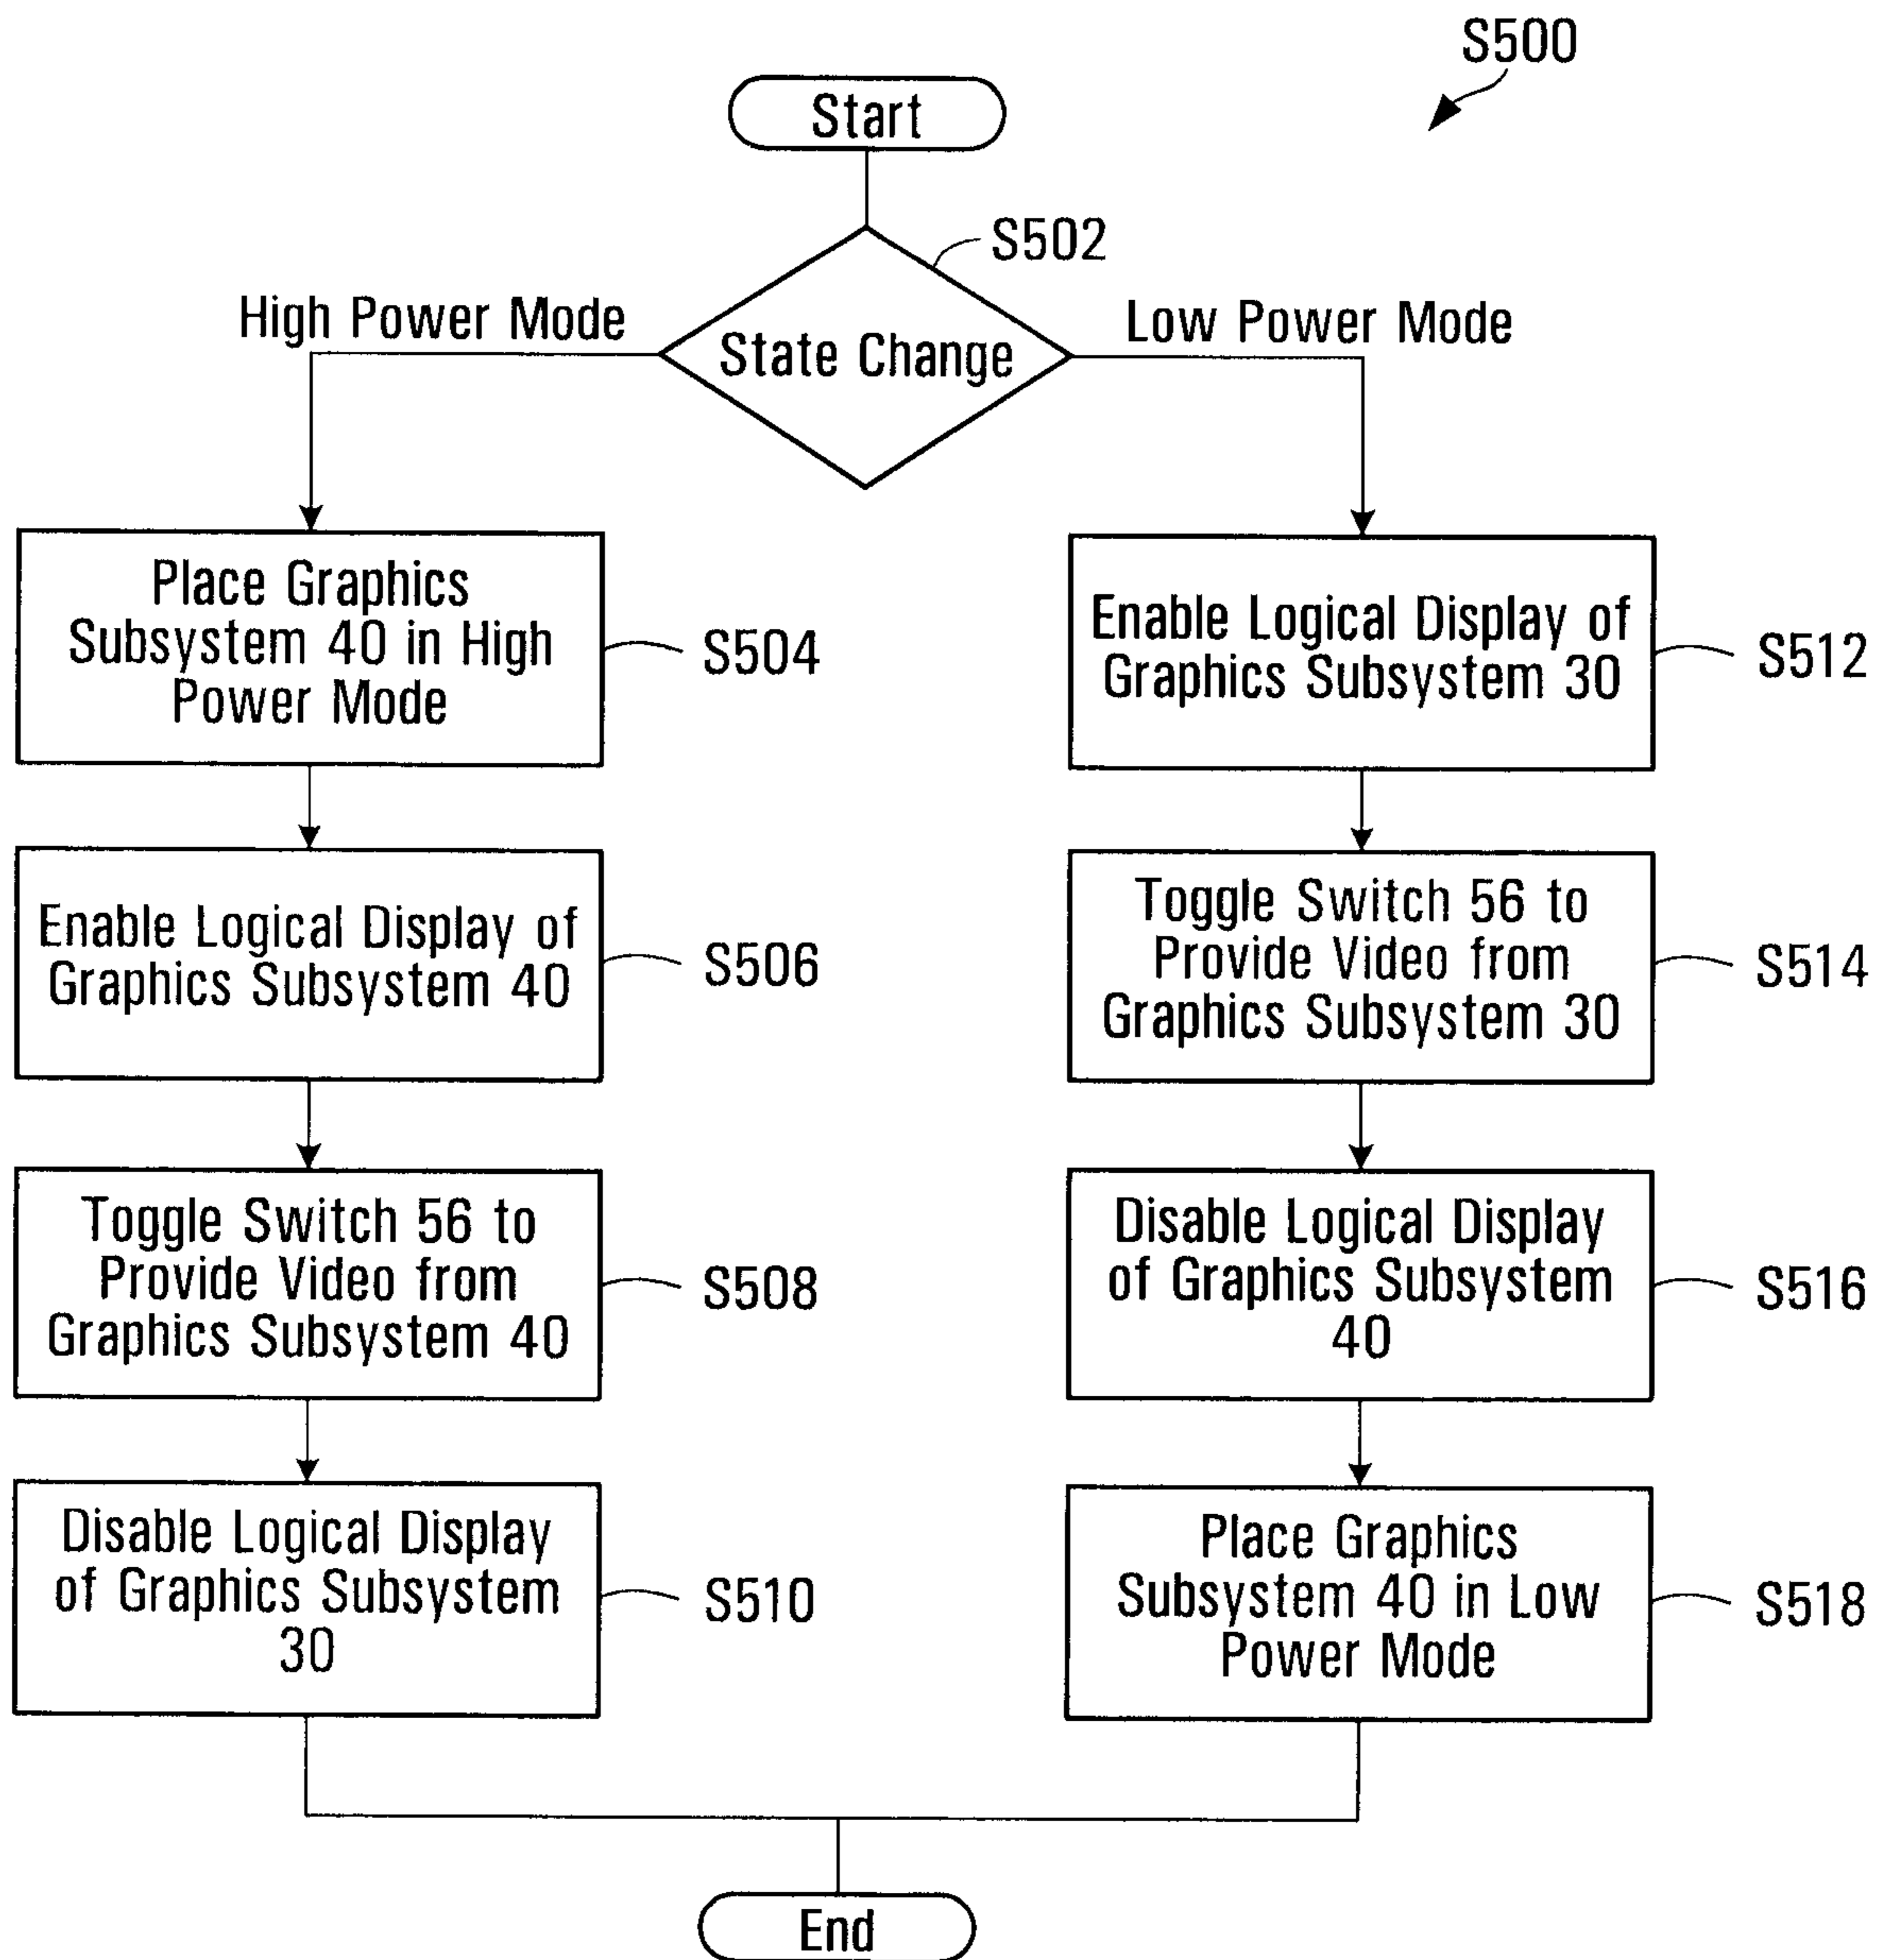 S500
Start
S502
High Power Mode
Low Power Mode
State Change
Place Graphics
Subsystem 40 in High
Power Mode
S504
Enable Logical Display of
Graphics Subsystem 40
S506
Toggle Switch 56 to
Provide Video from
Graphics Subsystem 40
S508
Disable Logical Display
of Graphics Subsystem
30
S510
Enable Logical Display of
Graphics Subsystem 30
S512
Toggle Switch 56 to
Provide Video from
Graphics Subsystem 30
S514
Disable Logical Display
of Graphics Subsystem
40
S516
Place Graphics
Subsystem 40 in Low
Power Mode
S518
End